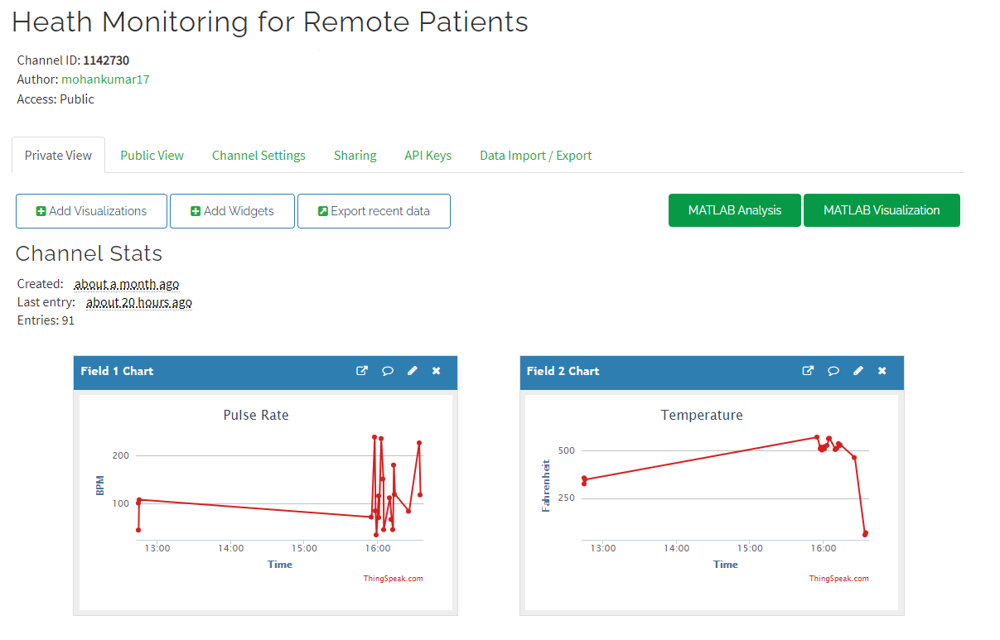 Heath Monitoring for Remote Patients
Channel ID: 1142730
Author: mohankumar17
Access: Public
Private View Public View Channel Settings Sharing API Keys Data Import / Export
Add Visualizations Add Widgets Export recent data MATLAB Analysis MATLAB Visualization
Channel Stats
Created: about a month ago
Last entry: about 20 hours ago
Entries: 91
Field 1 Chart
Pulse Rate
BPM
200
100
13:00 14:00 15:00 16:00
Time
ThingSpeak.com
Field 2 Chart
Temperature
Fahrenheit
500
250
13:00 14:00 15:00 16:00
Time
ThingSpeak.com